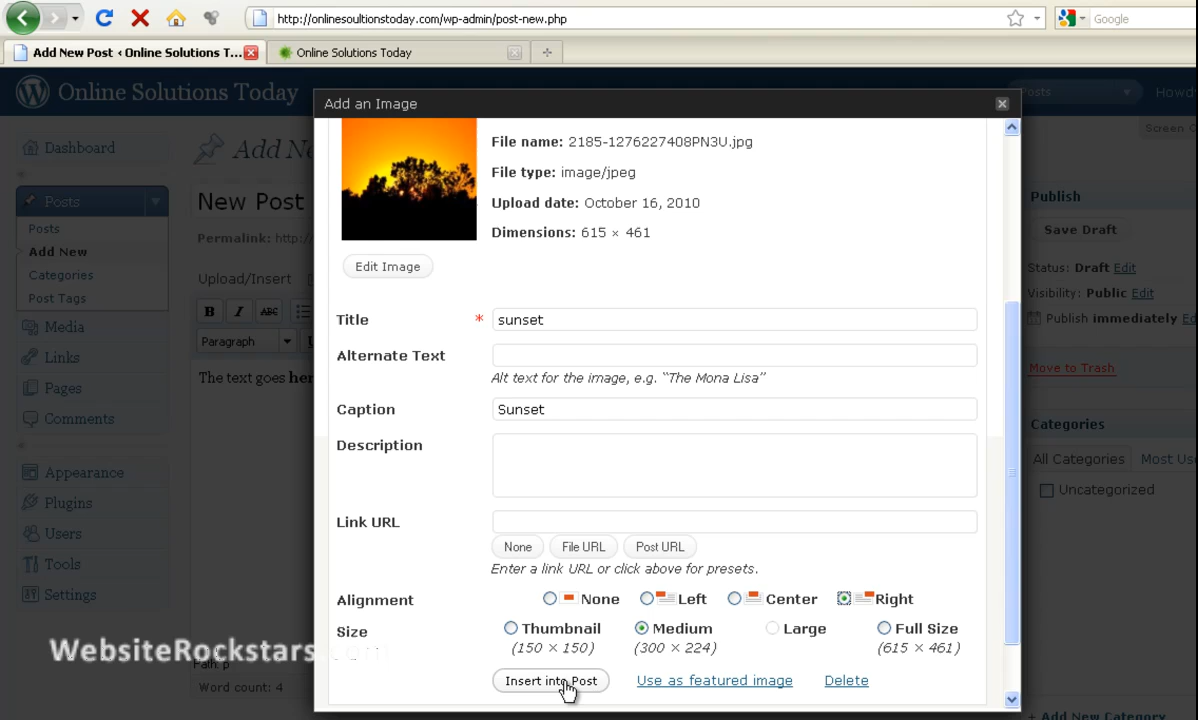 http://onlinesoultionstoday.com/wp-admin/post-new.php
Google
Add New Post ‹ Online Solutions T...
Online Solutions Today
Online Solutions Today
Posts
Howd
Add an Image
Screen O
Dashboard
Add N
File name: 2185-1276227408PN3U.jpg
File type: image/jpeg
Upload date: October 16, 2010
Dimensions: 615 × 461
Edit Image
Posts
New Post
Publish
Posts
Permalink: http:/
Save Draft
Add New
Categories
Upload/Insert
Status: Draft Edit
Post Tags
Visibility: Public Edit
B I ABC
Publish immediately Ed
Media
Title * sunset
Paragraph
Links
Alternate Text
Alt text for the image, e.g. “The Mona Lisa”
The text goes her
Move to Trash
Pages
Caption Sunset
Comments
Categories
Description
All Categories Most Us
Appearance
Uncategorized
Plugins
Link URL
Users
None File URL Post URL
Tools
Enter a link URL or click above for presets.
Settings
Alignment None Left Center Right
Size Thumbnail Medium Large Full Size
(150 × 150) (300 × 224) (615 × 461)
WebsiteRockstars.com
Path: p
Word count: 4
Insert into Post Use as featured image Delete
+ Add New Category